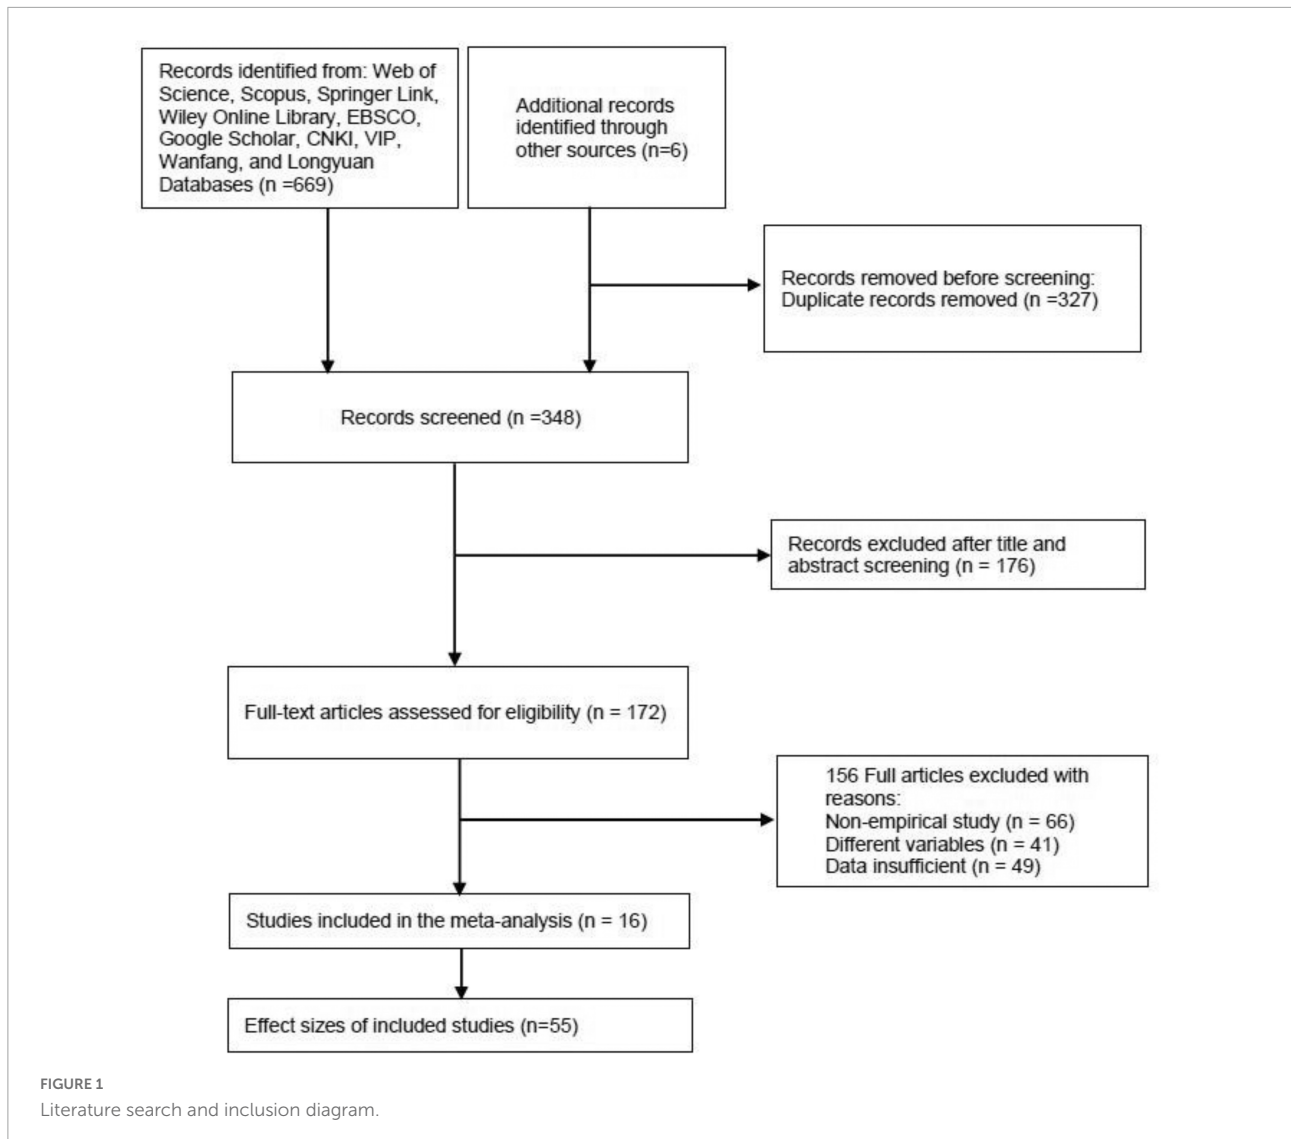 Records identified from: Web of
Science, Scopus, Springer Link,
Wiley Online Library, EBSCO,
Google Scholar, CNKI, VIP,
Wanfang, and Longyuan
Databases (n =669)
Additional records
identified through
other sources (n=6)
Records removed before screening:
Duplicate records removed (n =327)
Records screened (n =348)
Records excluded after title and
abstract screening (n = 176)
Full-text articles assessed for eligibility (n = 172)
156 Full articles excluded with
reasons:
Non-empirical study (n = 66)
Different variables (n = 41)
Data insufficient (n = 49)
Studies included in the meta-analysis (n = 16)
Effect sizes of included studies (n=55)
FIGURE 1
Literature search and inclusion diagram.